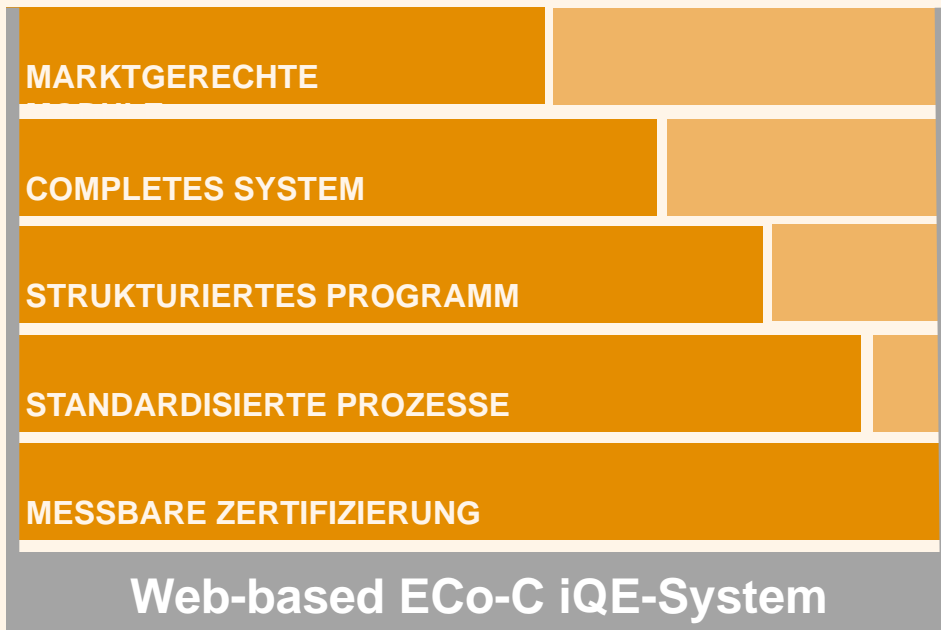 MARKTGERECHTE
COMPLETES SYSTEM
STRUKTURIERTES PROGRAMM
STANDARDISIERTE PROZESSE
MESSBARE ZERTIFIZIERUNG
Web-based ECo-C iQE-System